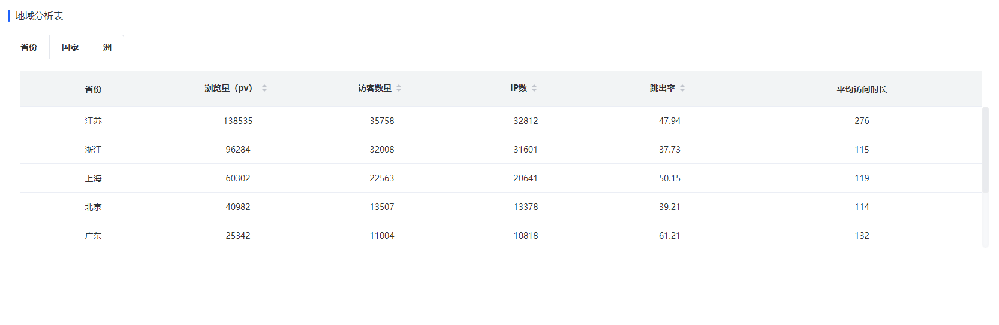 地域分析表
省份 国家 洲
省份 浏览量（pv） 访客数量 IP数 跳出率 平均访问时长
江苏 138535 35758 32812 47.94 276
浙江 96284 32008 31601 37.73 115
上海 60302 22563 20641 50.15 119
北京 40982 13507 13378 39.21 114
广东 25342 11004 10818 61.21 132